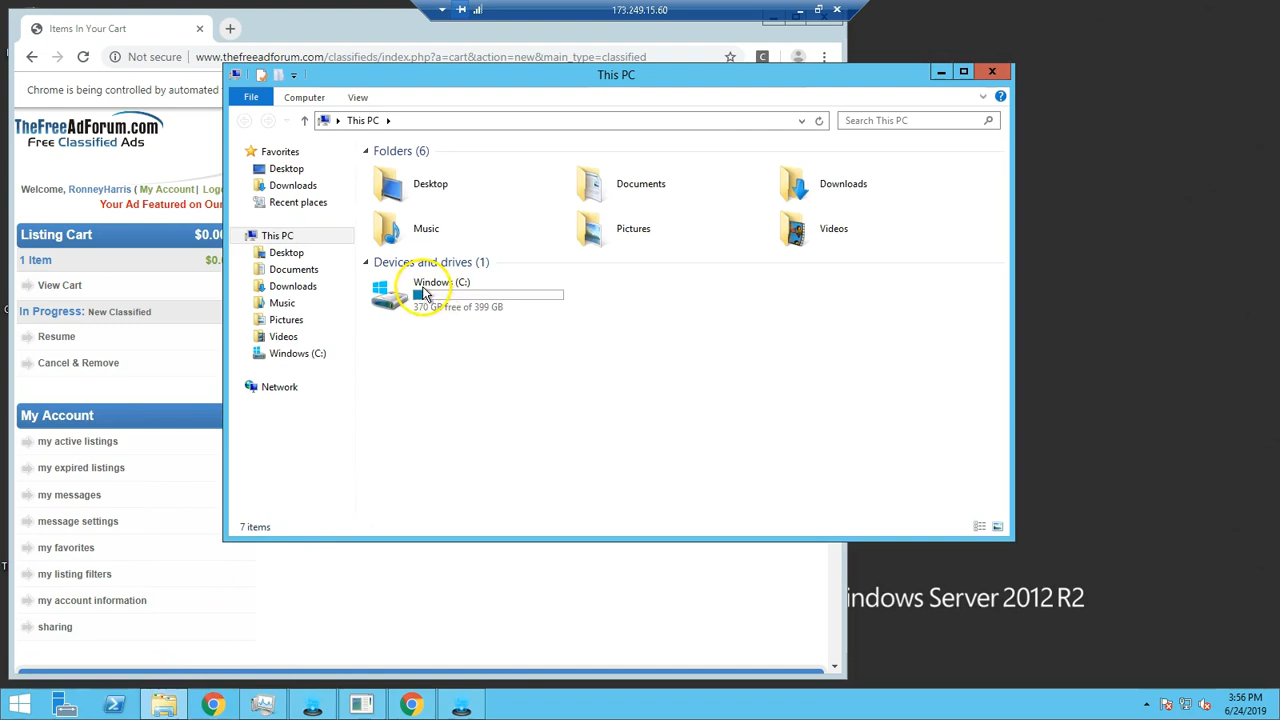 173.249.15.60
Items In Your Cart
Not secure
www.thefreeadforum.com/classifieds/index.php?a=cart&action=new&main_type=classified
C
Chrome is being controlled by automated
TheFreeAdForum.com
Free Classified Ads
Welcome, RonneyHarris ( My Account | Logo
Your Ad Featured on Our
Listing Cart $0.0
1 Item $0.
View Cart
In Progress: New Classified
Resume
Cancel & Remove
My Account
my active listings
my expired listings
my messages
message settings
my favorites
my listing filters
my account information
sharing
This PC
File Computer View
This PC
Search This PC
Favorites
Desktop
Downloads
Recent places
This PC
Desktop
Documents
Downloads
Music
Pictures
Videos
Windows (C:)
Network
Folders (6)
Desktop Documents Downloads
Music Pictures Videos
Devices and drives (1)
Windows (C:)
370 GB free of 399 GB
7 items
indows Server 2012 R2
3:56 PM
6/24/2019